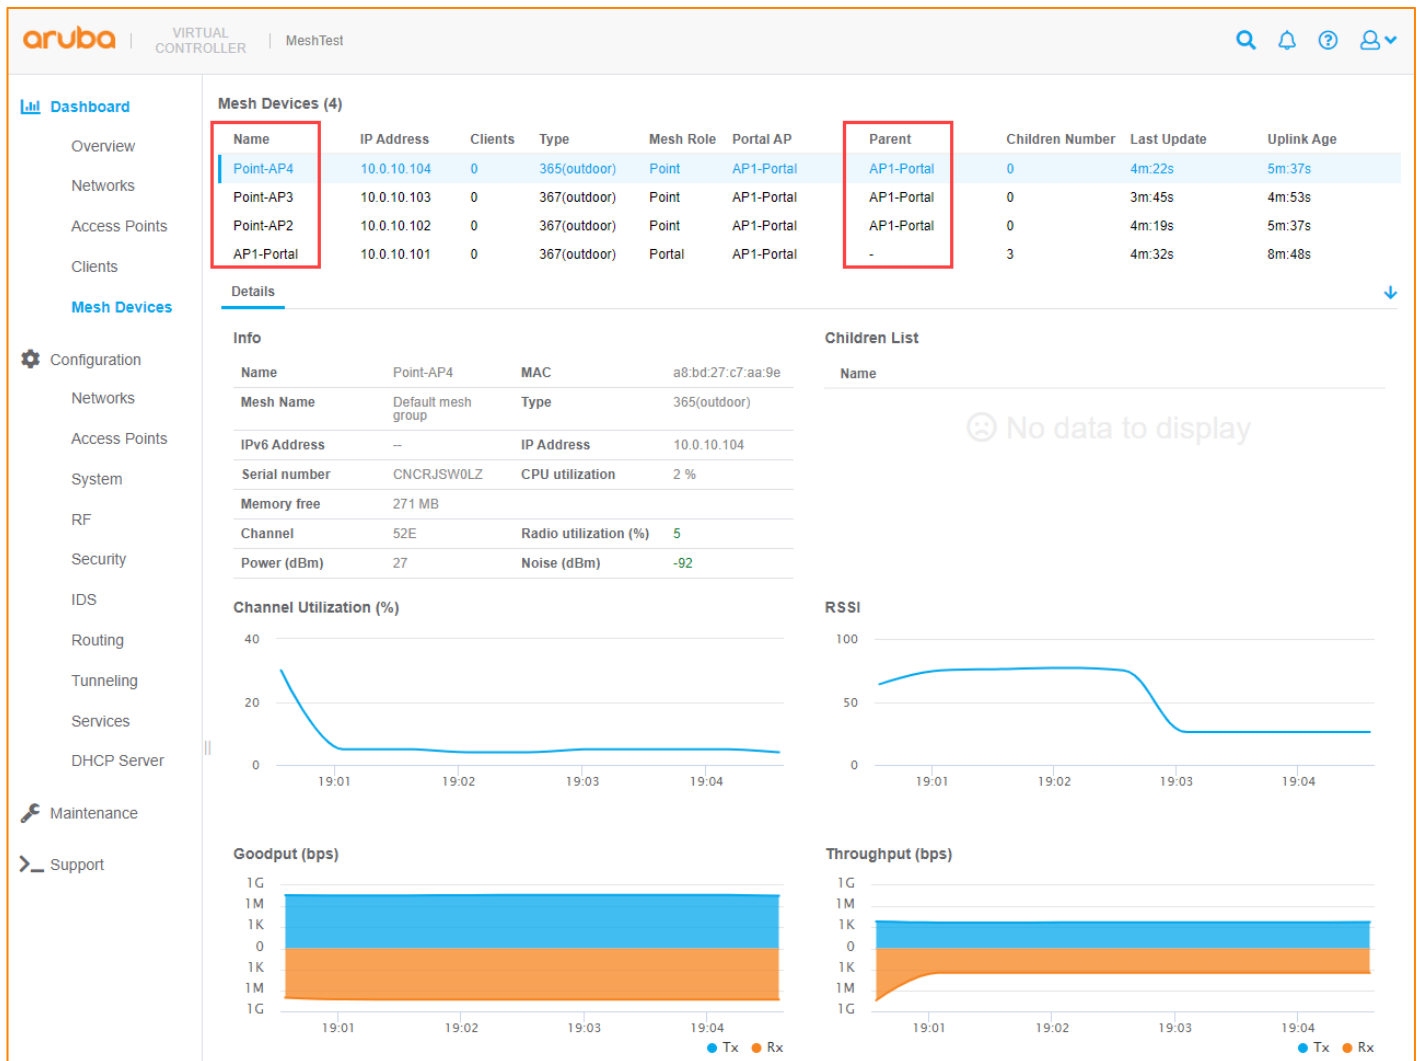 aruba | VIRTUAL CONTROLLER | MeshTest
Dashboard
Overview
Networks
Access Points
Clients
Mesh Devices
Configuration
Networks
Access Points
System
RF
Security
IDS
Routing
Tunneling
Services
DHCP Server
Maintenance
Support
Mesh Devices (4)
Name IP Address Clients Type Mesh Role Portal AP Parent Children Number Last Update Uplink Age
Point-AP4 10.0.10.104 0 365(outdoor) Point AP1-Portal AP1-Portal 0 4m:22s 5m:37s
Point-AP3 10.0.10.103 0 367(outdoor) Point AP1-Portal AP1-Portal 0 3m:45s 4m:53s
Point-AP2 10.0.10.102 0 367(outdoor) Point AP1-Portal AP1-Portal 0 4m:19s 5m:37s
AP1-Portal 10.0.10.101 0 367(outdoor) Portal AP1-Portal - 3 4m:32s 8m:48s
Details
Info
Name Point-AP4 MAC a8:bd:27:c7:aa:9e
Mesh Name Default mesh group Type 365(outdoor)
IPv6 Address -- IP Address 10.0.10.104
Serial number CNCRJSW0LZ CPU utilization 2 %
Memory free 271 MB
Channel 52E Radio utilization (%) 5
Power (dBm) 27 Noise (dBm) -92
Children List
Name
No data to display
Channel Utilization (%)
40
20
0
19:01 19:02 19:03 19:04
RSSI
100
50
0
19:01 19:02 19:03 19:04
Goodput (bps)
1G
1M
1K
0
1K
1M
1G
19:01 19:02 19:03 19:04
Tx Rx
Throughput (bps)
1G
1M
1K
0
1K
1M
1G
19:01 19:02 19:03 19:04
Tx Rx